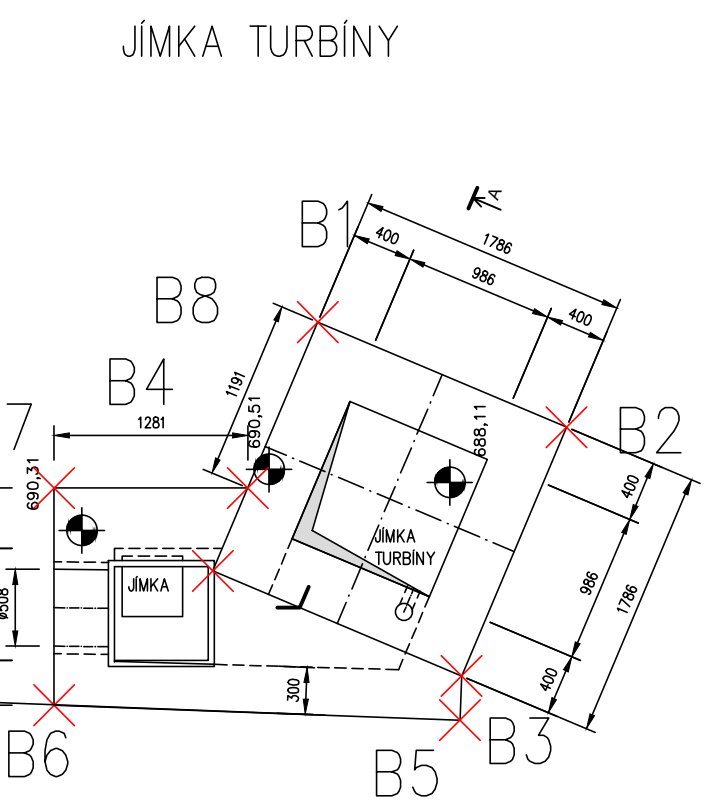 JÍMKA TURBÍNY
A
B1
400
1786
986
400
B8
1191
B4
1281
690,51
688,11
B2
7
690,31
400
986
1786
400
JÍMKA
TURBÍNY
JÍMKA
ø508
300
B6
B5
B3